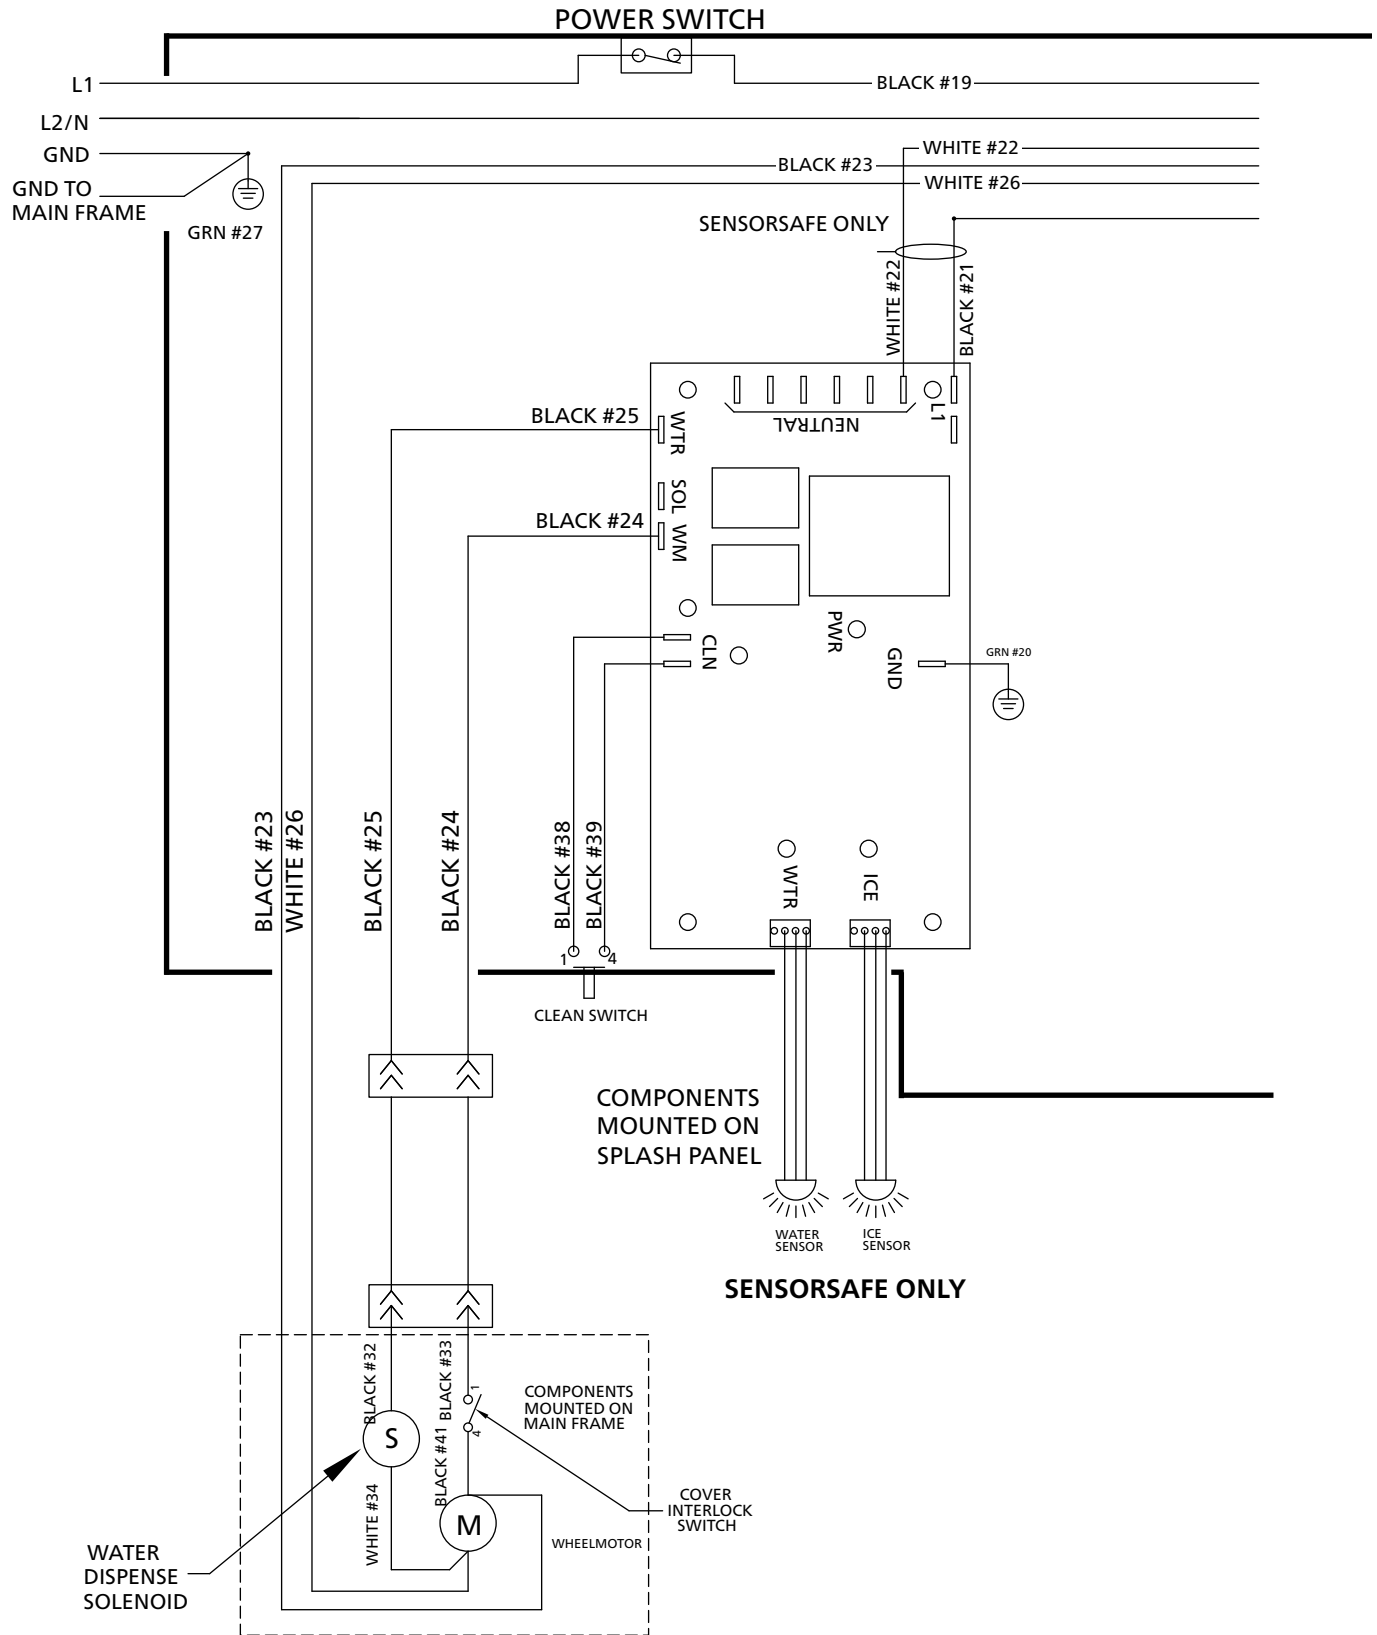 POWER SWITCH
L1
BLACK #19
L2/N
GND
WHITE #22
BLACK #23
WHITE #26
GND TO
MAIN FRAME
GRN #27
SENSORSAFE ONLY
WHITE #22
BLACK #21
BLACK #25
WTR
NEUTRAL
L1
SOL
BLACK #24
WM
CLN
PWR
GND
GRN #20
BLACK #23
WHITE #26
BLACK #25
BLACK #24
BLACK #38
BLACK #39
WTR
ICE
1
4
CLEAN SWITCH
COMPONENTS
MOUNTED ON
SPLASH PANEL
WATER
SENSOR
ICE
SENSOR
SENSORSAFE ONLY
BLACK #32
BLACK #33
1
4
COMPONENTS
MOUNTED ON
MAIN FRAME
S
BLACK #41
WHITE #34
M
WHEELMOTOR
COVER
INTERLOCK
SWITCH
WATER
DISPENSE
SOLENOID